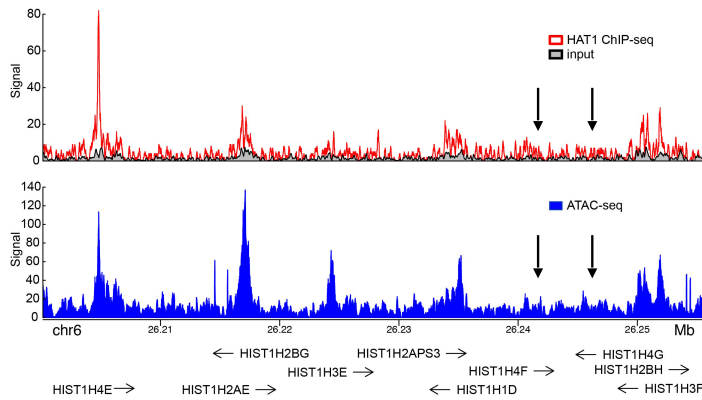 Signal
80
60
40
20
0
HAT1 ChIP-seq
input
Signal
140
120
100
80
60
40
20
0
ATAC-seq
chr6 26.21 26.22 26.23 26.24 26.25 Mb
HIST1H2BG HIST1H2APS3 HIST1H4G
HIST1H3E HIST1H4F HIST1H2BH
HIST1H4E HIST1H2AE HIST1H1D HIST1H3F